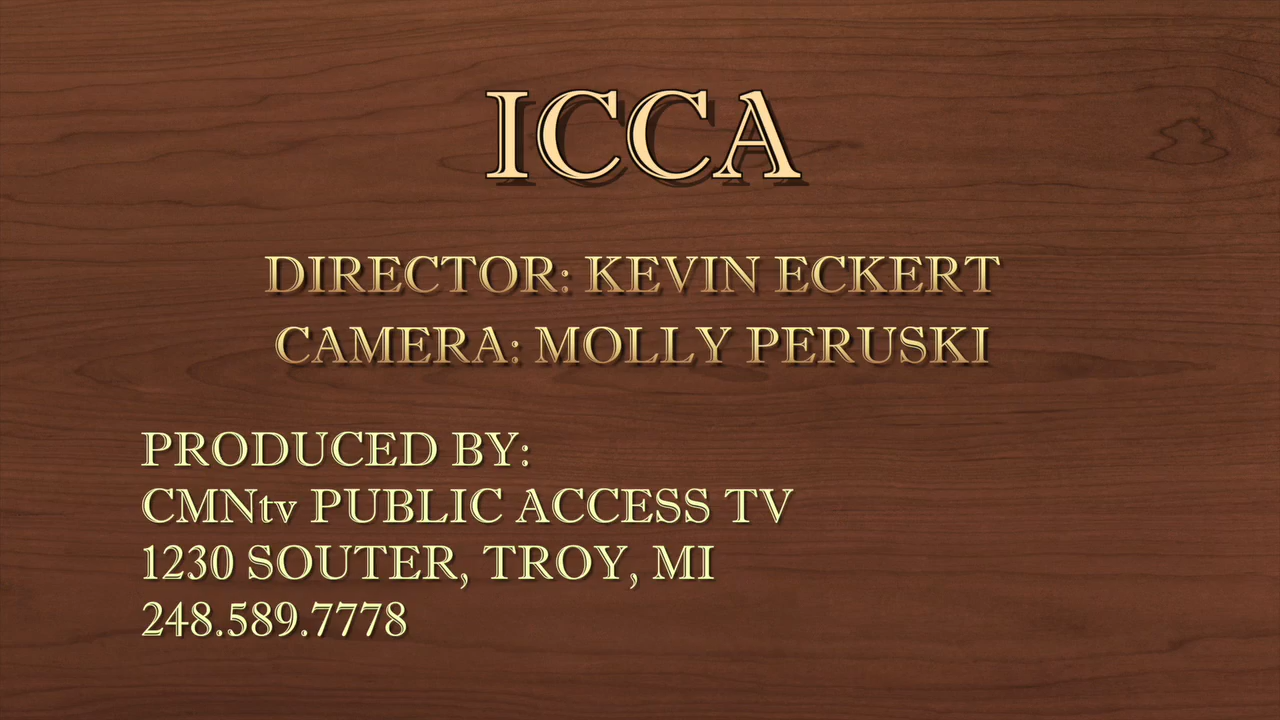 ICCA
DIRECTOR: KEVIN ECKERT
CAMERA: MOLLY PERUSKI
PRODUCED BY:
CMNtv PUBLIC ACCESS TV
1230 SOUTER, TROY, MI
248.589.7778